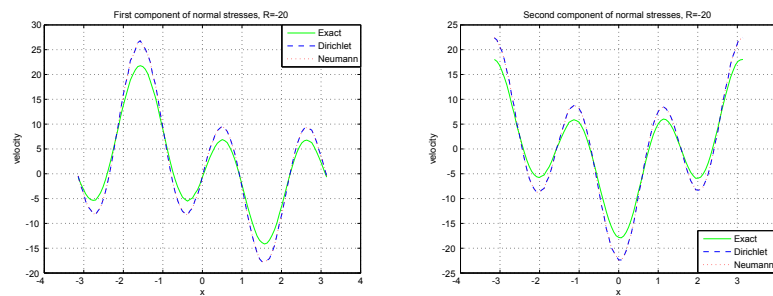 First component of normal stresses, R=-20
30
25
20
15
10
5
0
-5
-10
-15
-20
velocity
-4 -3 -2 -1 0 1 2 3 4
x
Exact
Dirichlet
Neumann
Second component of normal stresses, R=-20
25
20
15
10
5
0
-5
-10
-15
-20
25
velocity
-4 -3 -2 -1 0 1 2 3 4
x
Exact
Dirichlet
Neumann